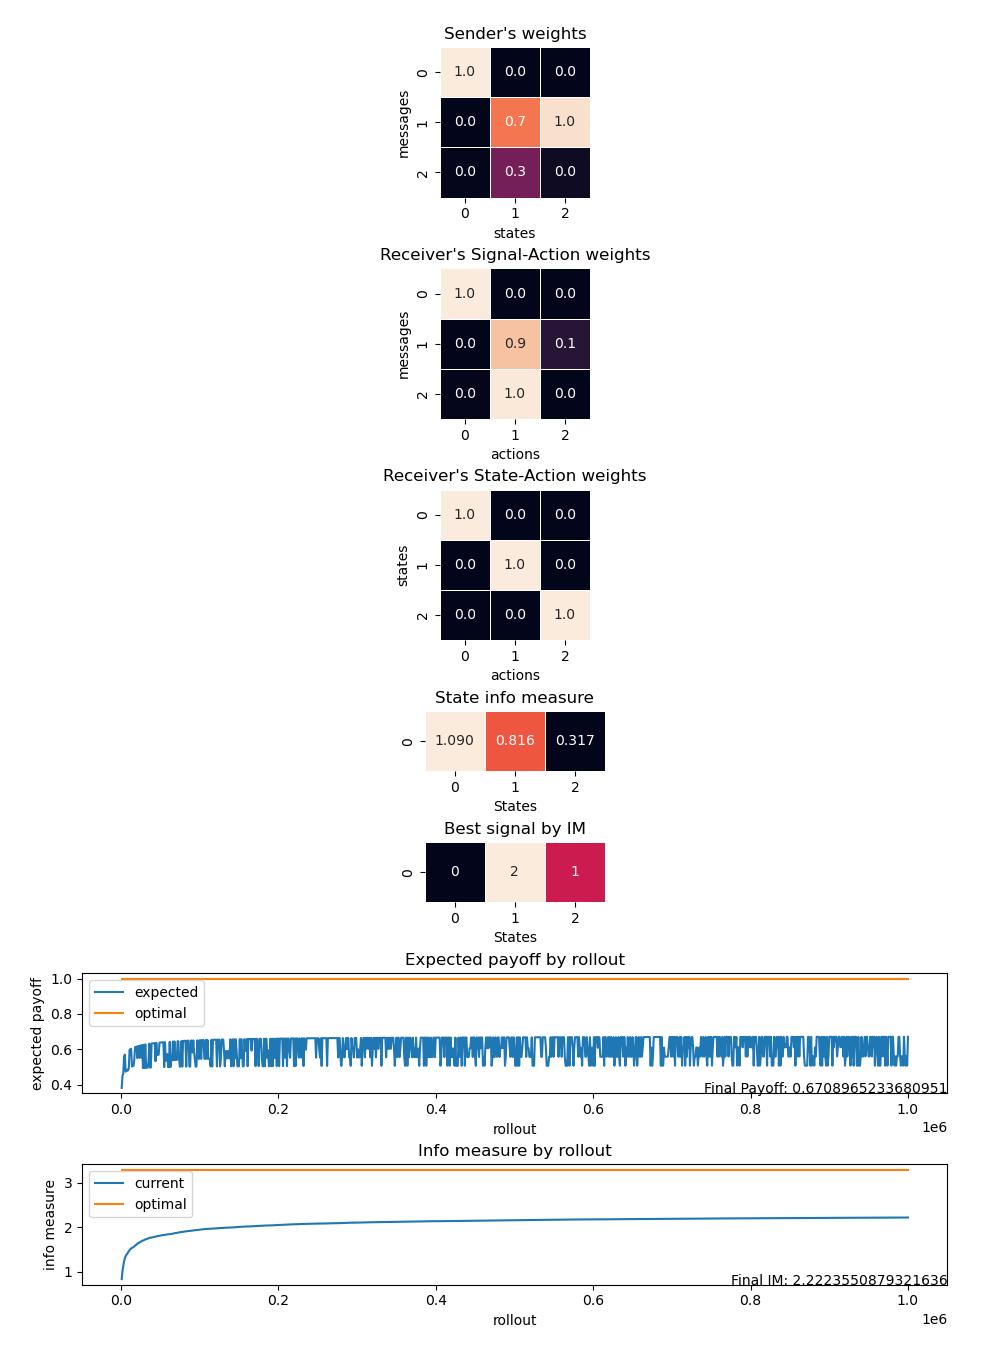 Sender's weights
0 1.0 0.0 0.0
1 0.0 0.7 1.0
2 0.0 0.3 0.0
messages
0 1 2
states
Receiver's Signal-Action weights
0 1.0 0.0 0.0
1 0.0 0.9 0.1
2 0.0 1.0 0.0
messages
0 1 2
actions
Receiver's State-Action weights
0 1.0 0.0 0.0
1 0.0 1.0 0.0
2 0.0 0.0 1.0
states
0 1 2
actions
State info measure
0 1.090 0.816 0.317
0 1 2
States
Best signal by IM
0 0 2 1
0 1 2
States
Expected payoff by rollout
1.0
0.8
0.6
0.4
expected payoff
expected
optimal
Final Payoff: 0.6708965233680951
0.0 0.2 0.4 0.6 0.8 1.0
1e6
rollout
Info measure by rollout
3
2
1
info measure
current
optimal
Final IM: 2.2223550879321636
0.0 0.2 0.4 0.6 0.8 1.0
1e6
rollout